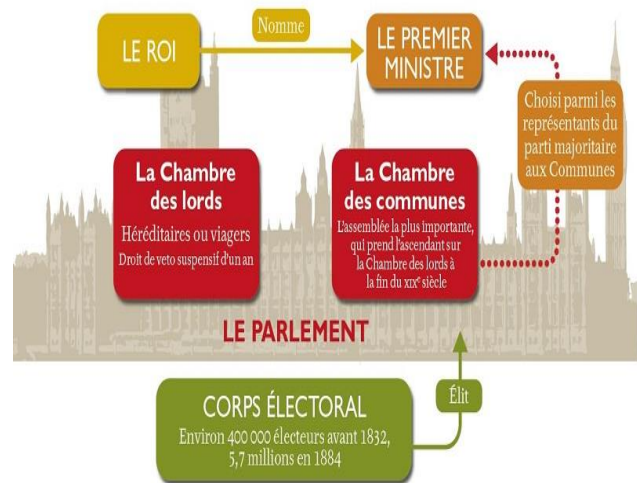 LE ROI
Nomme
LE PREMIER
MINISTRE
Choisi parmi les
représentants du
parti majoritaire
aux Communes
La Chambre
des lords
Héréditaires ou viagers
Droit de veto suspensif d'un an
La Chambre
des communes
L'assemblée la plus importante,
qui prend l'ascendant sur
la Chambre des lords à
la fin du XIXe siècle
LE PARLEMENT
Élit
CORPS ÉLECTORAL
Environ 400 000 électeurs avant 1832,
5,7 millions en 1884